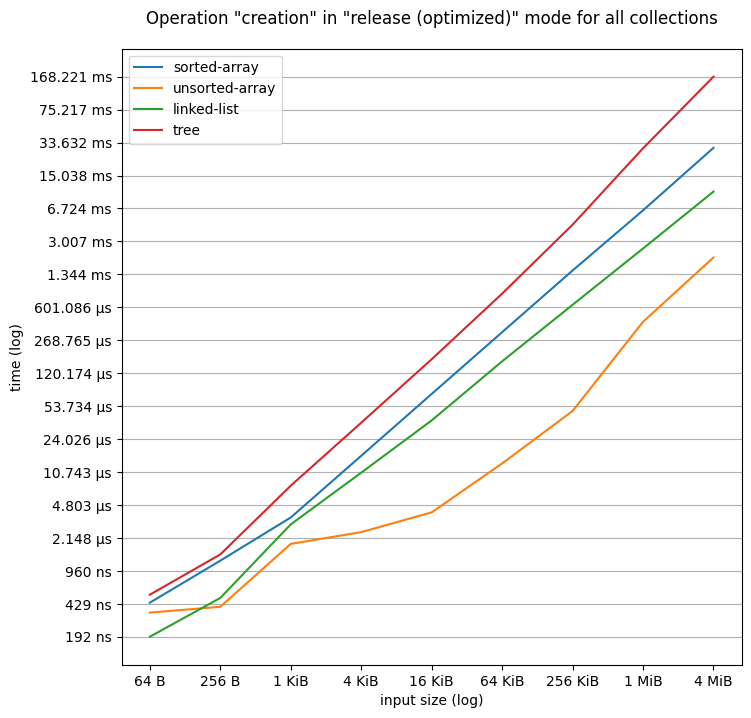 Operation "creation" in "release (optimized)" mode for all collections
sorted-array
unsorted-array
linked-list
tree
168.221 ms
75.217 ms
33.632 ms
15.038 ms
6.724 ms
3.007 ms
1.344 ms
601.086 µs
268.765 µs
120.174 µs
53.734 µs
24.026 µs
10.743 µs
4.803 µs
2.148 µs
960 ns
429 ns
192 ns
time (log)
64 B 256 B 1 KiB 4 KiB 16 KiB 64 KiB 256 KiB 1 MiB 4 MiB
input size (log)